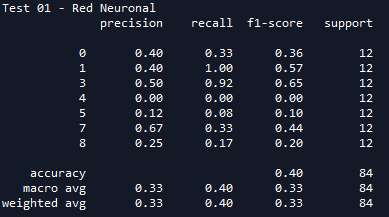 Test 01 - Red Neuronal
precision recall f1-score support
0 0.40 0.33 0.36 12
1 0.40 1.00 0.57 12
3 0.50 0.92 0.65 12
4 0.00 0.00 0.00 12
5 0.12 0.08 0.10 12
7 0.67 0.33 0.44 12
8 0.25 0.17 0.20 12
accuracy 0.40 84
macro avg 0.33 0.40 0.33 84
weighted avg 0.33 0.40 0.33 84